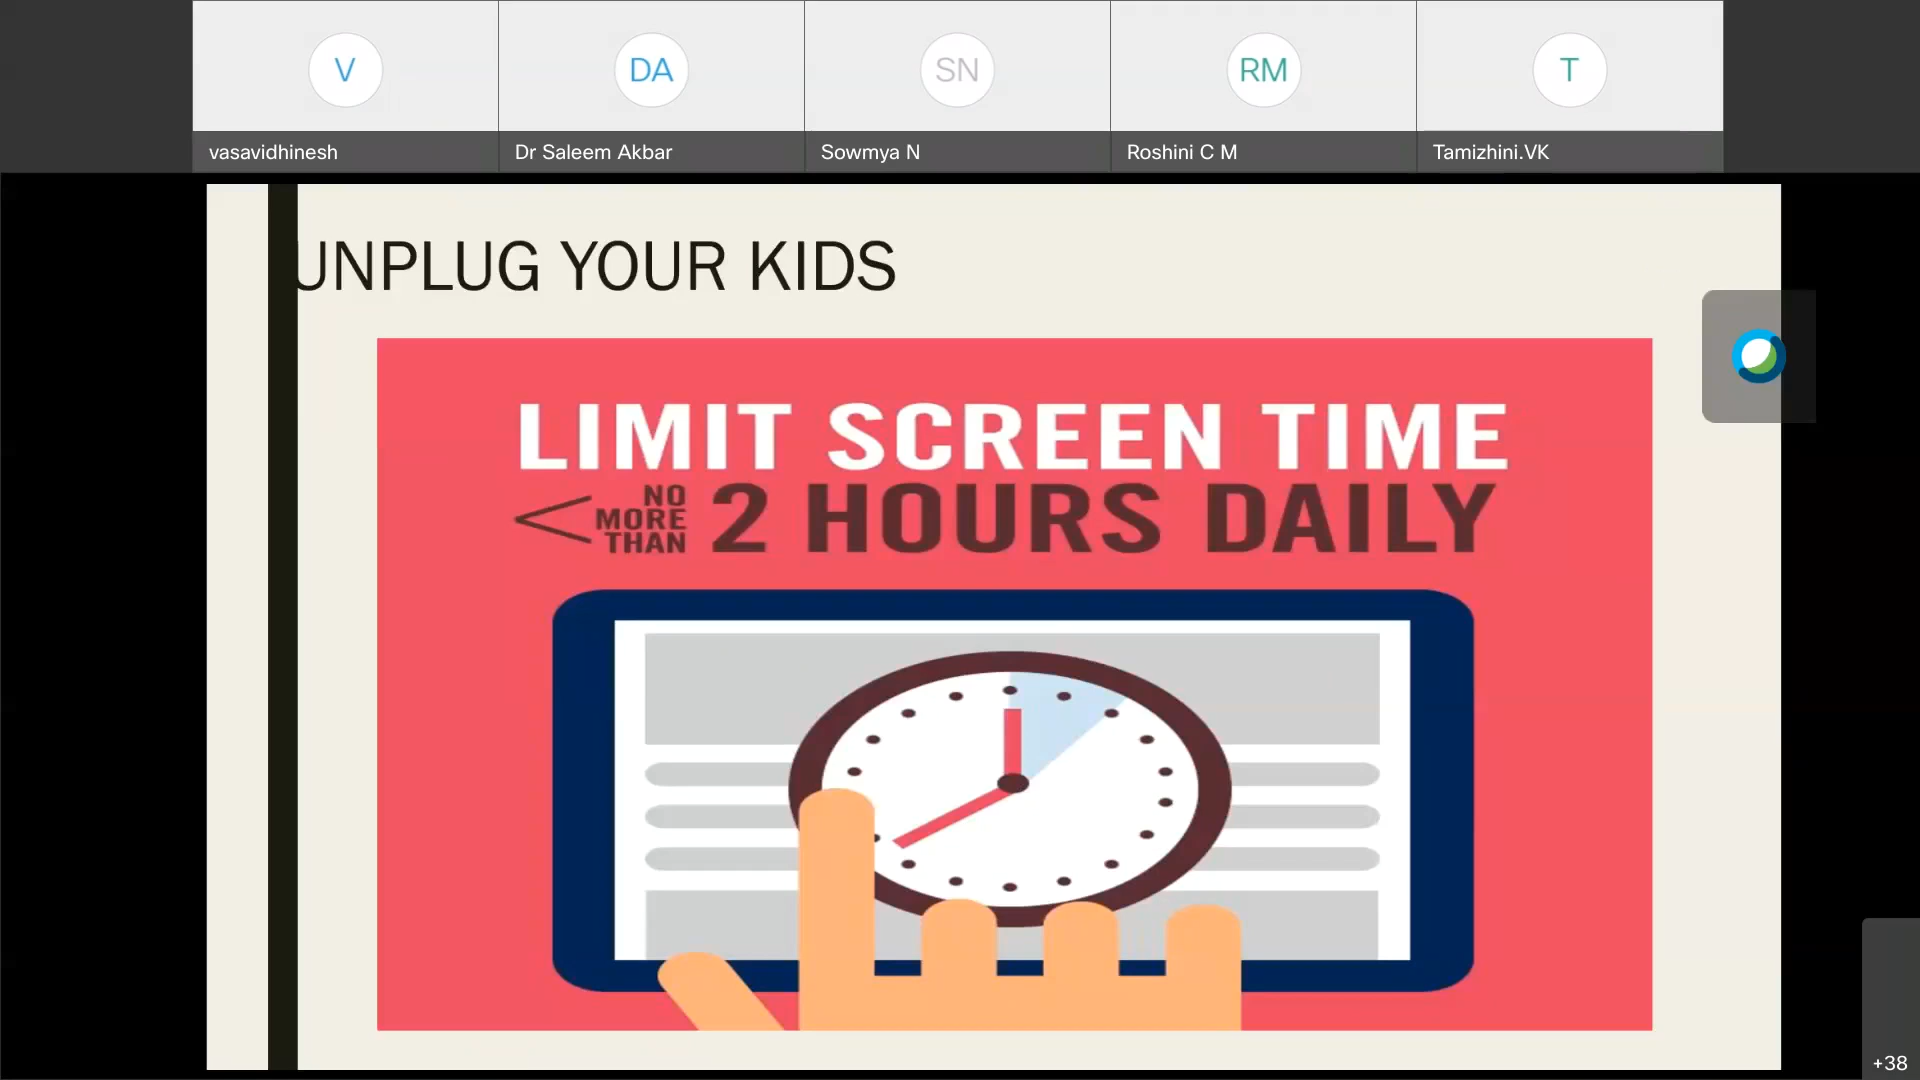 V
DA
SN
RM
T
vasavidhinesh
Dr Saleem Akbar
Sowmya N
Roshini C M
Tamizhini.VK
UNPLUG YOUR KIDS
LIMIT SCREEN TIME
< NO MORE THAN 2 HOURS DAILY
+38